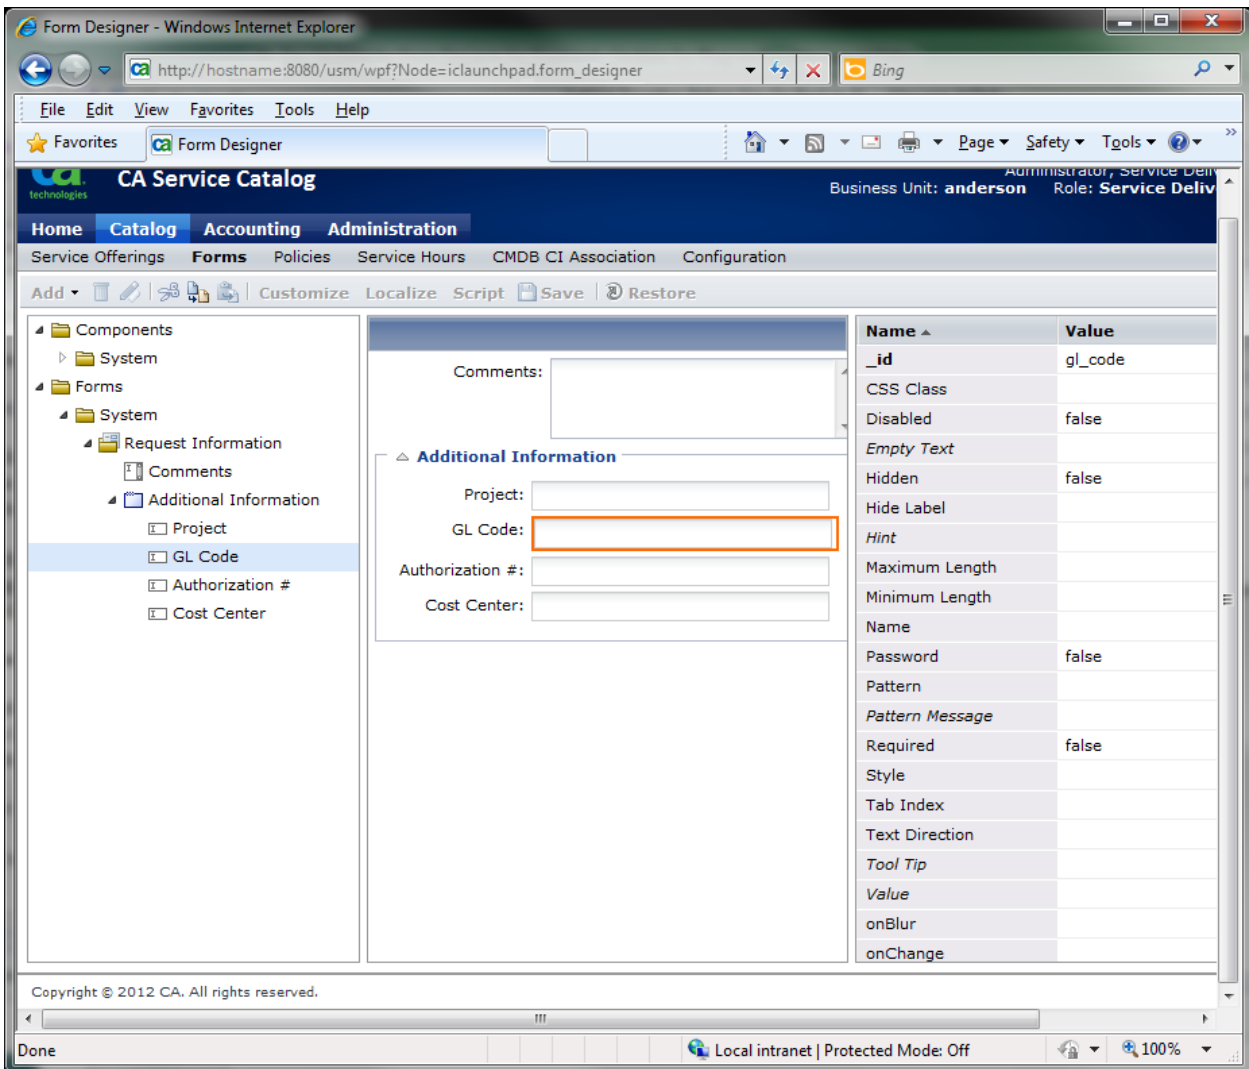 Form Designer - Windows Internet Explorer
http://hostname:8080/usm/wpf?Node=iclaunchpad.form_designer
Bing
File Edit View Favorites Tools Help
Favorites
Form Designer
Page Safety Tools
ca
technologies
CA Service Catalog
Administrator, Service Deliv
Business Unit: anderson Role: Service Deliv
Home Catalog Accounting Administration
Service Offerings Forms Policies Service Hours CMDB CI Association Configuration
Add Customize Localize Script Save Restore
Components
System
Forms
System
Request Information
Comments
Additional Information
Project
GL Code
Authorization #
Cost Center
Comments:
Additional Information
Project:
GL Code:
Authorization #:
Cost Center:
Name Value
_id gl_code
CSS Class
Disabled false
Empty Text
Hidden false
Hide Label
Hint
Maximum Length
Minimum Length
Name
Password false
Pattern
Pattern Message
Required false
Style
Tab Index
Text Direction
Tool Tip
Value
onBlur
onChange
Copyright © 2012 CA. All rights reserved.
Done
Local intranet | Protected Mode: Off
100%